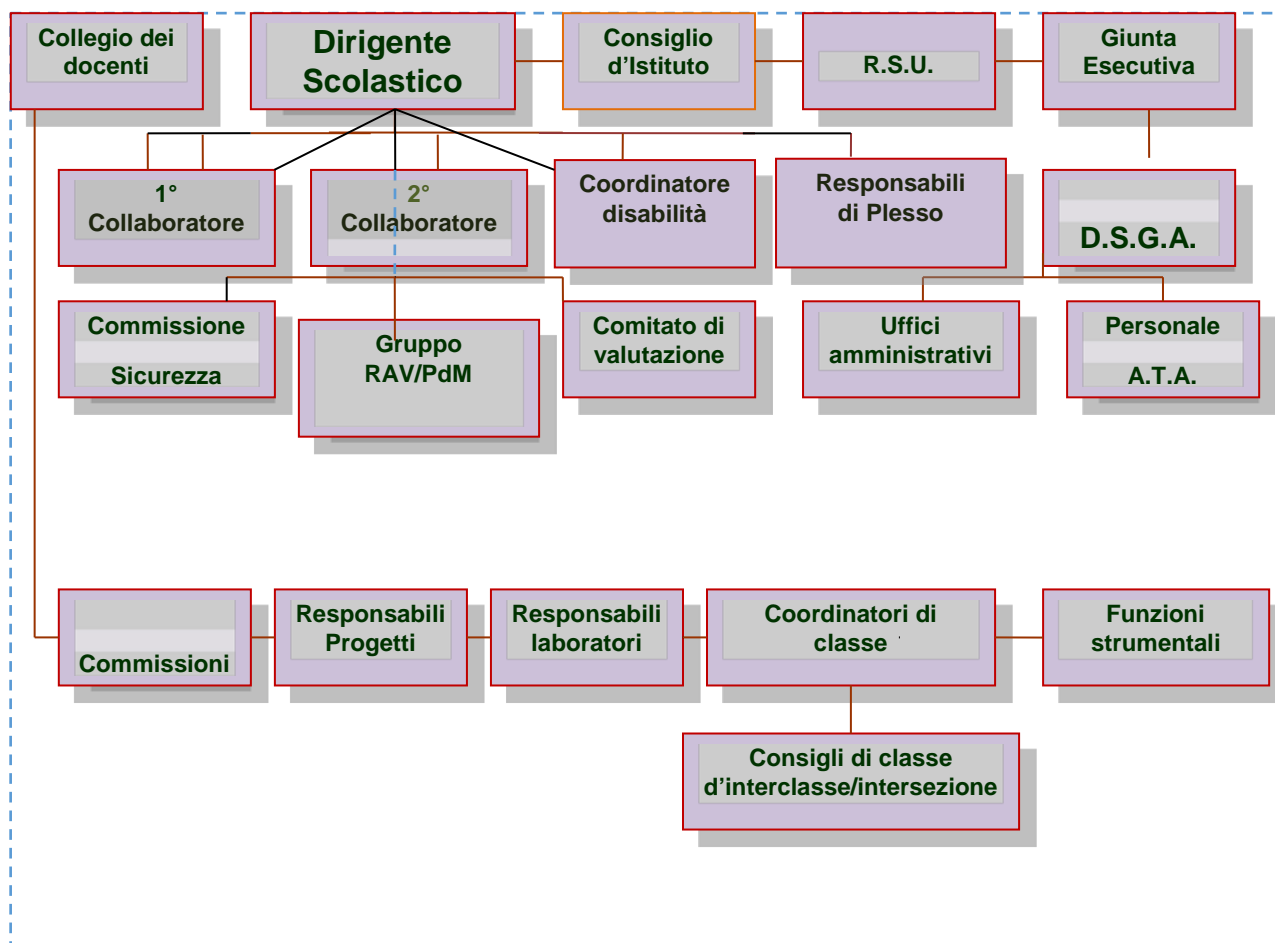 Collegio dei
docenti
Dirigente
Scolastico
Consiglio
d’Istituto
R.S.U.
Giunta
Esecutiva
1°
Collaboratore
2°
Collaboratore
Coordinatore
disabilità
Responsabili
di Plesso
D.S.G.A.
Commissione
Sicurezza
Gruppo
RAV/PdM
Comitato di
valutazione
Uffici
amministrativi
Personale
A.T.A.
Commissioni
Responsabili
Progetti
Responsabili
laboratori
Coordinatori di
classe
Funzioni
strumentali
Consigli di classe
d’interclasse/intersezione